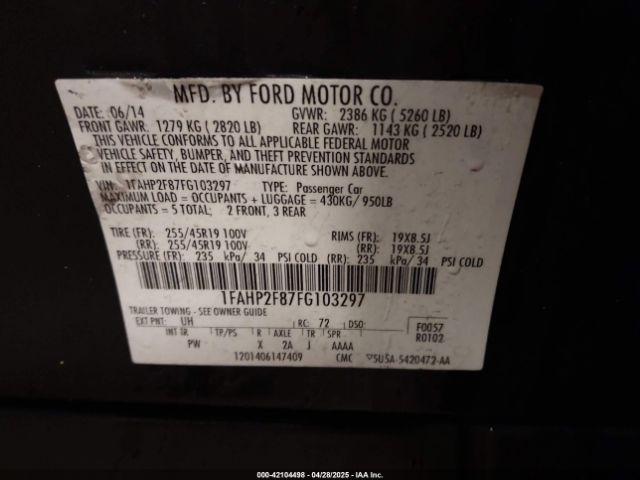 MFD. BY FORD MOTOR CO.
DATE: 06/14 GVWR: 2386 KG ( 5260 LB)
FRONT GAWR: 1279 KG ( 2820 LB) REAR GAWR: 1143 KG ( 2520 LB)
THIS VEHICLE CONFORMS TO ALL APPLICABLE FEDERAL MOTOR
VEHICLE SAFETY, BUMPER, AND THEFT PREVENTION STANDARDS
IN EFFECT ON THE DATE OF MANUFACTURE SHOWN ABOVE.
VIN: 1FAHP2F87FG103297 TYPE: Passenger Car
MAXIMUM LOAD = OCCUPANTS + LUGGAGE = 430KG/ 950LB
OCCUPANTS = 5 TOTAL: 2 FRONT, 3 REAR
TIRE (FR): 255/45R19 100V RIMS (FR): 19X8.5J
(RR): 255/45R19 100V (RR): 19X8.5J
PRESSURE (FR): 235 kPa/ 34 PSI COLD (RR): 235 kPa/ 34 PSI COLD
1FAHP2F87FG103297
TRAILER TOWING - SEE OWNER GUIDE
EXT PNT: UH RC: 72 DSO: F0057
INT TR TP/PS R AXLE TR SPR R0102
PW X 2A J AAAA
1201406147409 CMC 5U5A-5420472-AA
000-42104498 04/28/2025 IAA Inc.